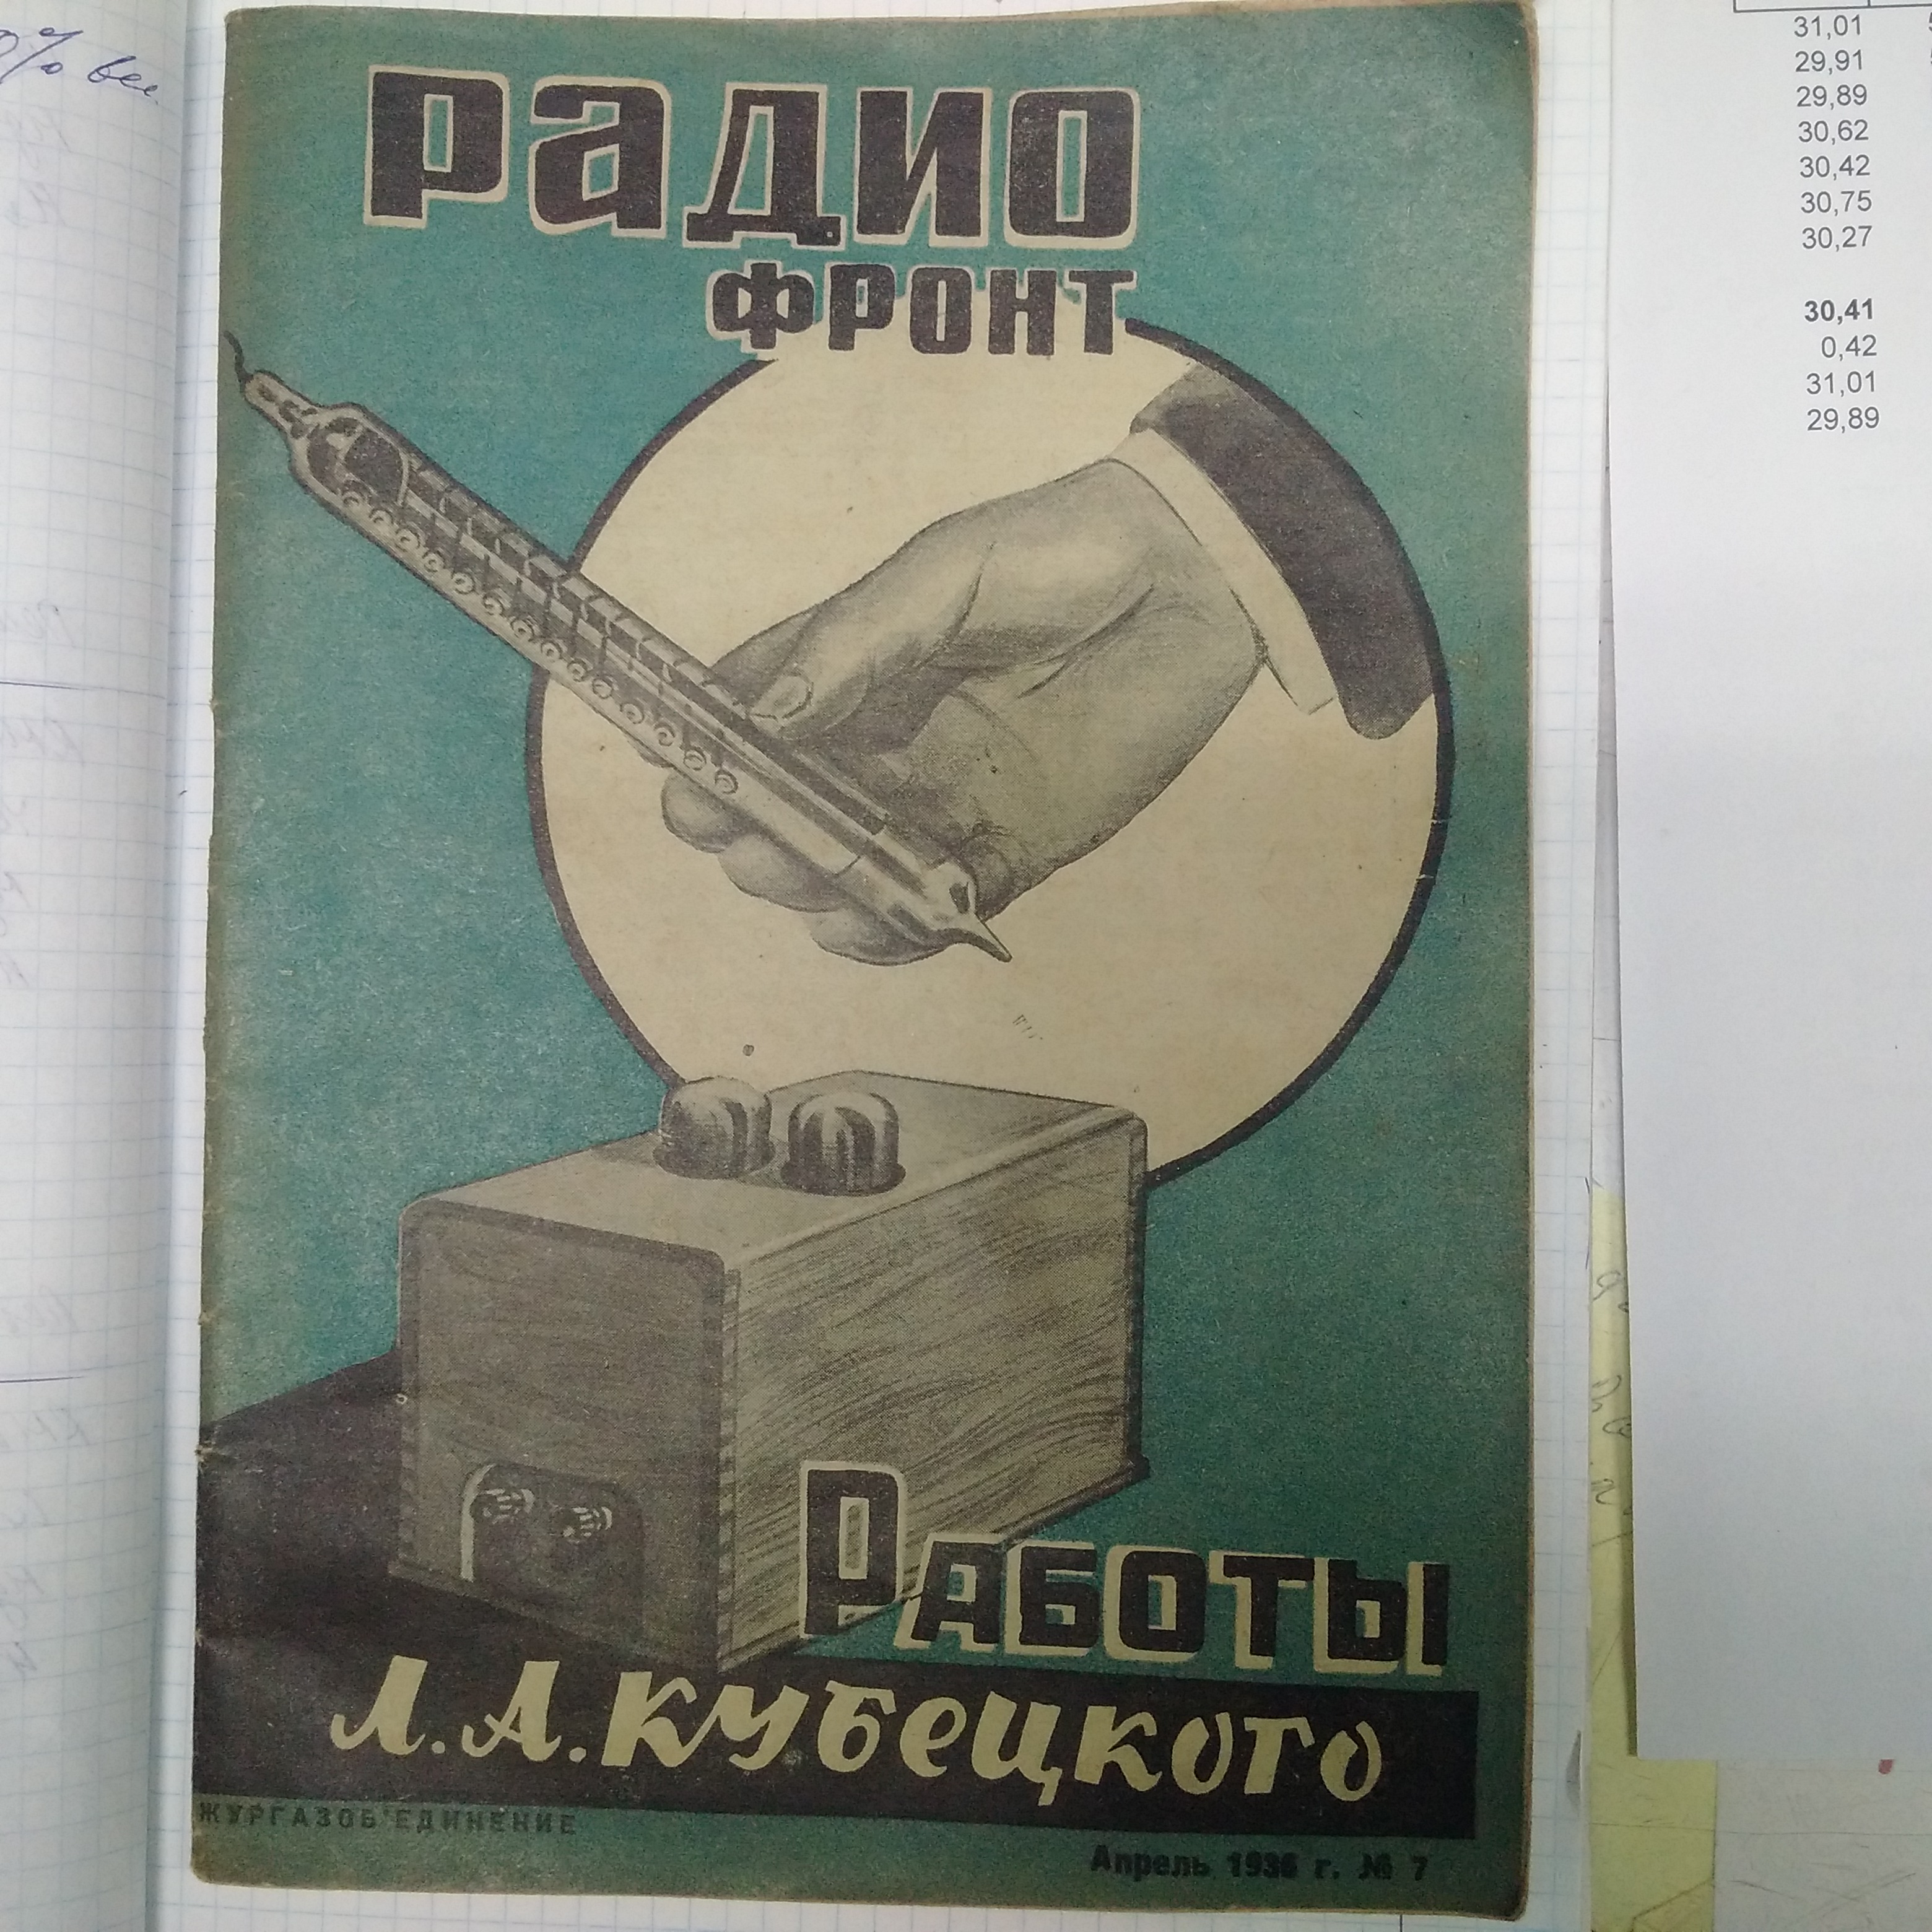 РАДИО
ФРОНТ
РАБОТЫ
Л.А.КУБЕЦКОГО
ЖУРГАЗОБ'ЕДИНЕНИЕ
Апрель 1936 г. № 7
31,01
29,91
29,89
30,62
30,42
30,75
30,27
30,41
0,42
31,01
29,89